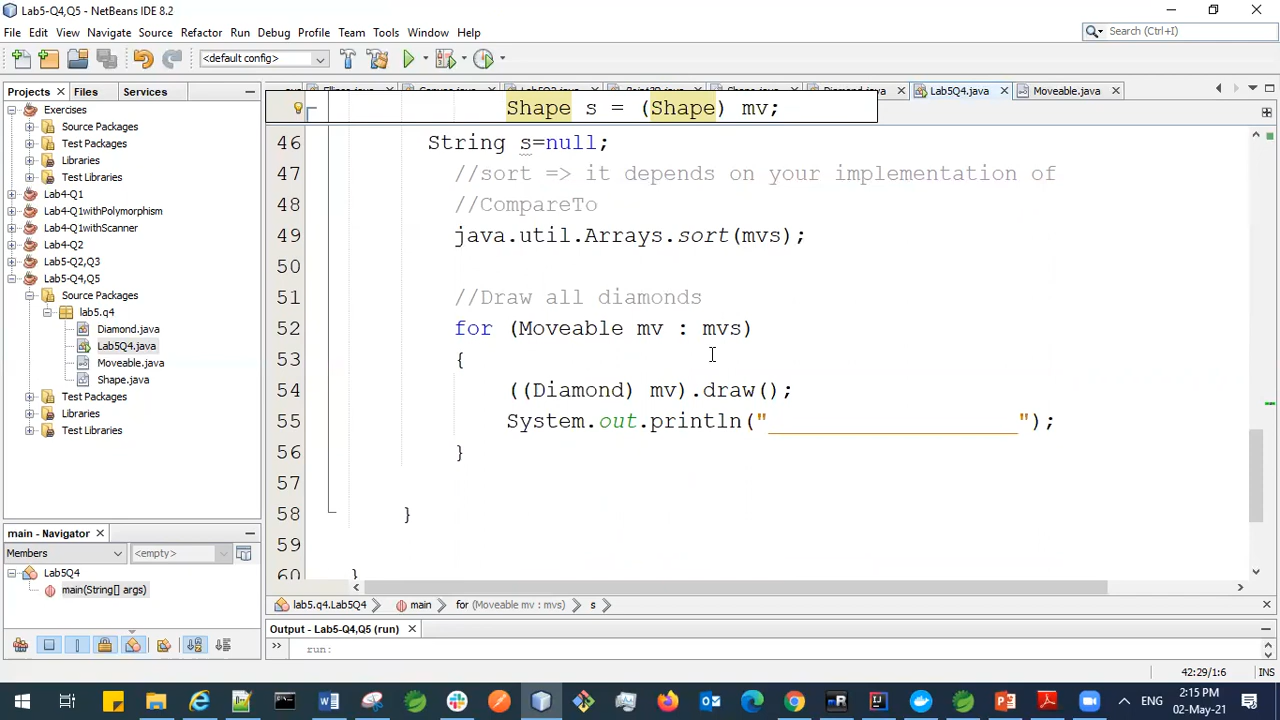 Lab5-Q4,Q5 - NetBeans IDE 8.2
File Edit View Navigate Source Refactor Run Debug Profile Team Tools Window Help
Search (Ctrl+I)
<default config>
Projects Files Services
Lab5Q4.java
Moveable.java
Exercises
Source Packages
Test Packages
Libraries
Test Libraries
Lab4-Q1
Lab4-Q1withPolymorphism
Lab4-Q1withScanner
Lab4-Q2
Lab5-Q2,Q3
Lab5-Q4,Q5
Source Packages
lab5.q4
Diamond.java
Lab5Q4.java
Moveable.java
Shape.java
Test Packages
Libraries
Test Libraries
Shape s = (Shape) mv;
46 String s=null;
47 //sort => it depends on your implementation of
48 //CompareTo
49 java.util.Arrays.sort(mvs);
50
51 //Draw all diamonds
52 for (Moveable mv : mvs)
53 {
54 ((Diamond) mv).draw();
55 System.out.println("___________________");
56 }
57
58 }
59
60 }
main - Navigator
Members <empty>
Lab5Q4
main(String[] args)
lab5.q4.Lab5Q4 main for (Moveable mv : mvs) s
Output - Lab5-Q4,Q5 (run)
run:
42:29/1:6 INS
ENG
2:15 PM
02-May-21